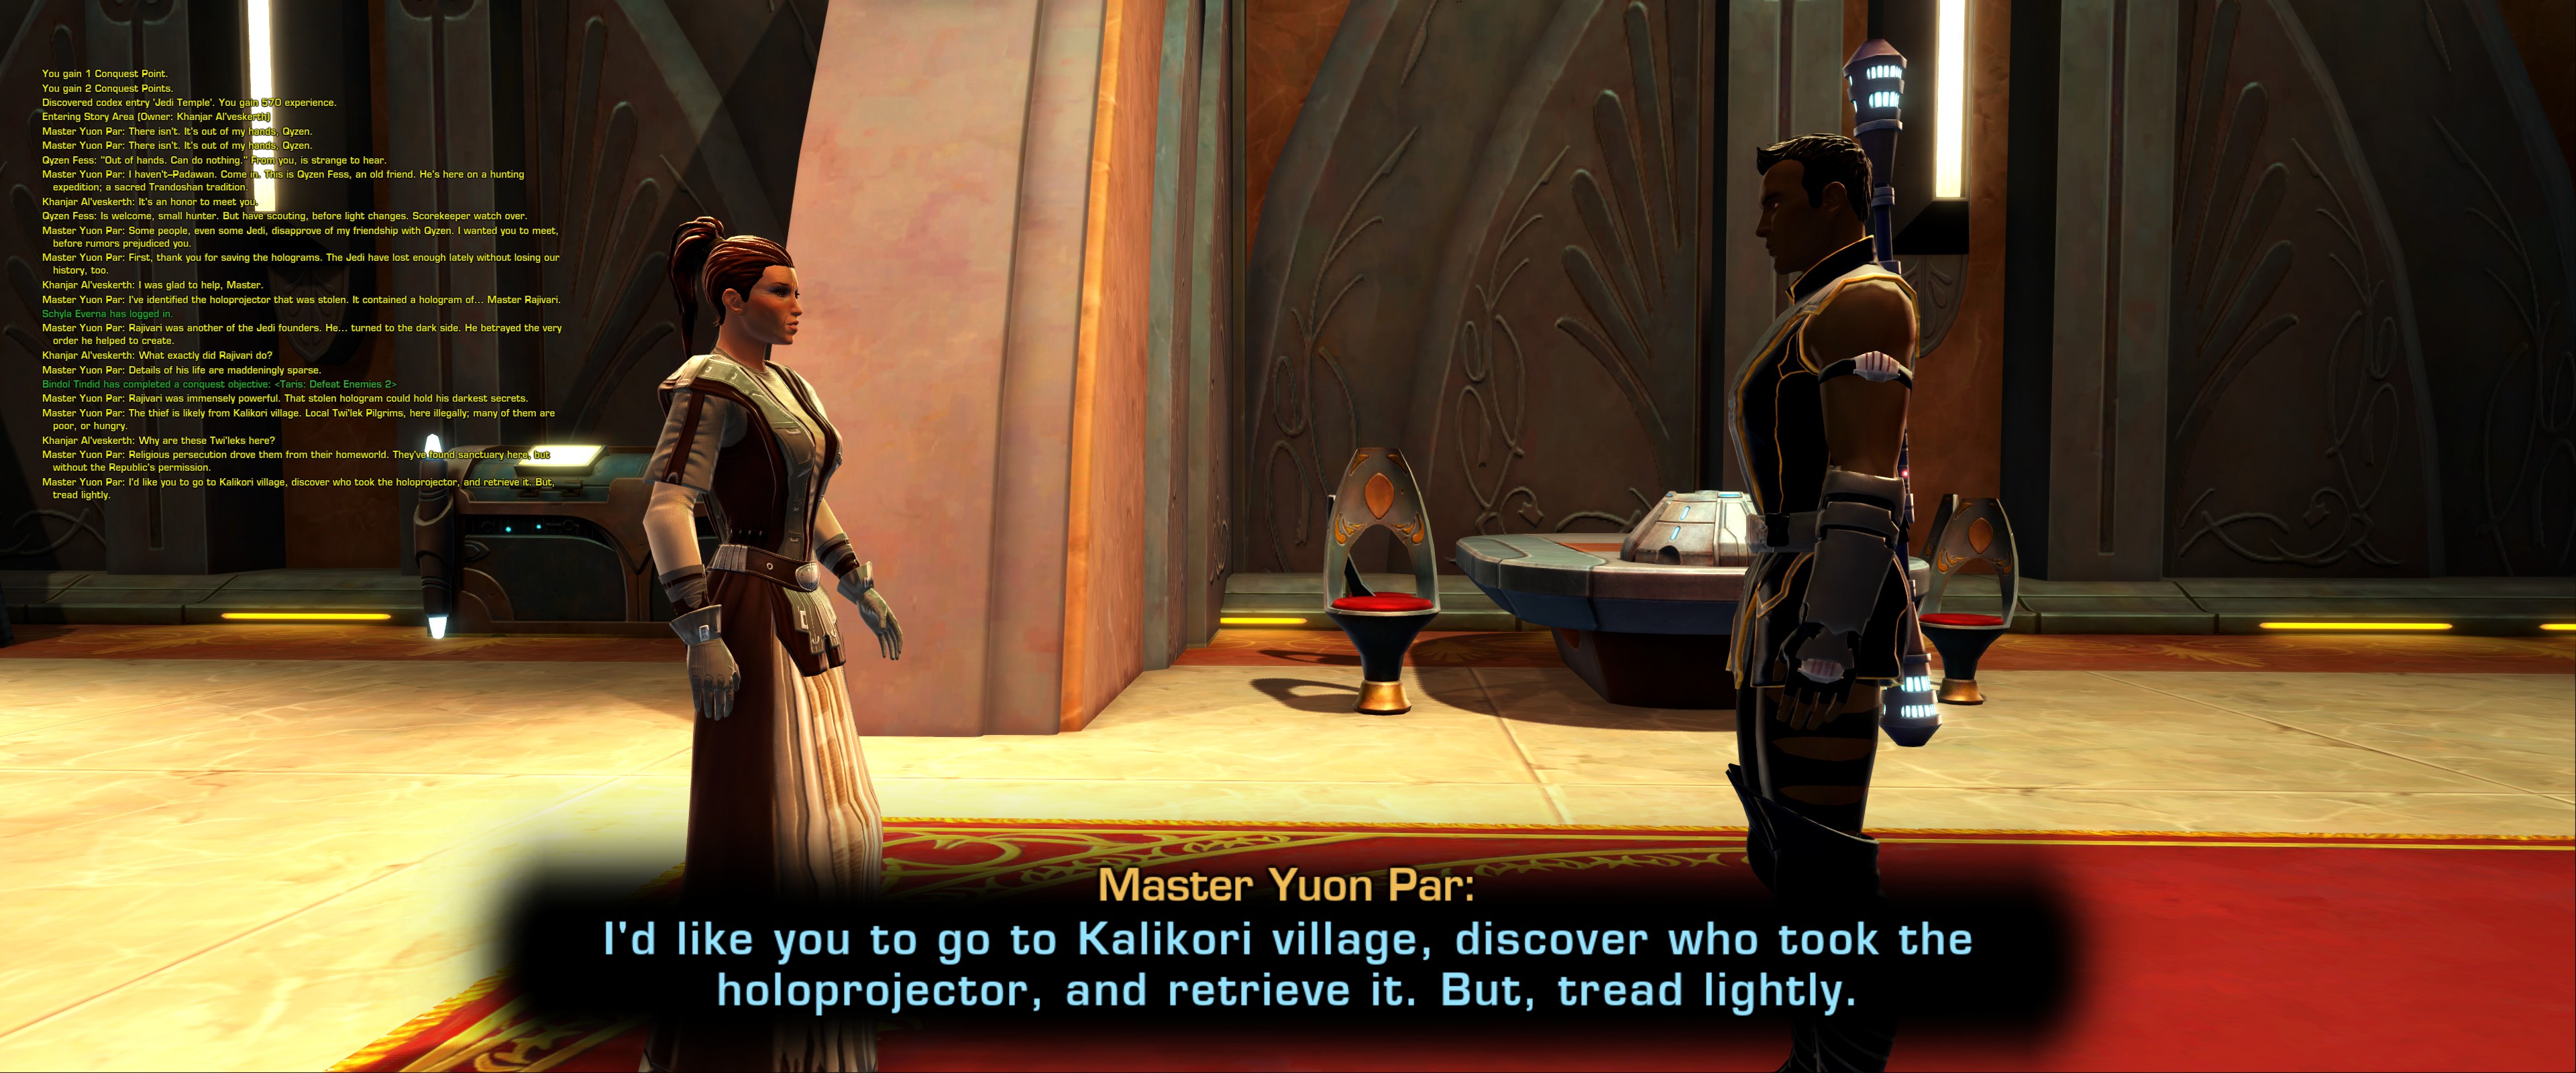 You gain 1 Conquest Point.
You gain 2 Conquest Points.
Discovered codex entry 'Jedi Temple'. You gain 570 experience.
Entering Story Area (Owner: Khanjar Al'veskerth)
Master Yuon Par: There isn't. It's out of my hands, Qyzen.
Master Yuon Par: There isn't. It's out of my hands, Qyzen.
Qyzen Fess: "Out of hands. Can do nothing." From you, is strange to hear.
Master Yuon Par: I haven't–Padawan. Come in. This is Qyzen Fess, an old friend. He's here on a hunting
expedition; a sacred Trandoshan tradition.
Khanjar Al'veskerth: It's an honor to meet you.
Qyzen Fess: Is welcome, small hunter. But have scouting, before light changes. Scorekeeper watch over.
Master Yuon Par: Some people, even some Jedi, disapprove of my friendship with Qyzen. I wanted you to meet,
before rumors prejudiced you.
Master Yuon Par: First, thank you for saving the holograms. The Jedi have lost enough lately without losing our
history, too.
Khanjar Al'veskerth: I was glad to help, Master.
Master Yuon Par: I've identified the holoprojector that was stolen. It contained a hologram of... Master Rajivari.
Schyla Everna has logged in.
Master Yuon Par: Rajivari was another of the Jedi founders. He... turned to the dark side. He betrayed the very
order he helped to create.
Khanjar Al'veskerth: What exactly did Rajivari do?
Master Yuon Par: Details of his life are maddeningly sparse.
Bindol Tindid has completed a conquest objective: <Taris: Defeat Enemies 2>
Master Yuon Par: Rajivari was immensely powerful. That stolen hologram could hold his darkest secrets.
Master Yuon Par: The thief is likely from Kalikori village. Local Twi'lek Pilgrims, here illegally; many of them are
poor, or hungry.
Khanjar Al'veskerth: Why are these Twi'leks here?
Master Yuon Par: Religious persecution drove them from their homeworld. They've found sanctuary here, but
without the Republic's permission.
Master Yuon Par: I'd like you to go to Kalikori village, discover who took the holoprojector, and retrieve it. But,
tread lightly.
Master Yuon Par:
I'd like you to go to Kalikori village, discover who took the
holoprojector, and retrieve it. But, tread lightly.